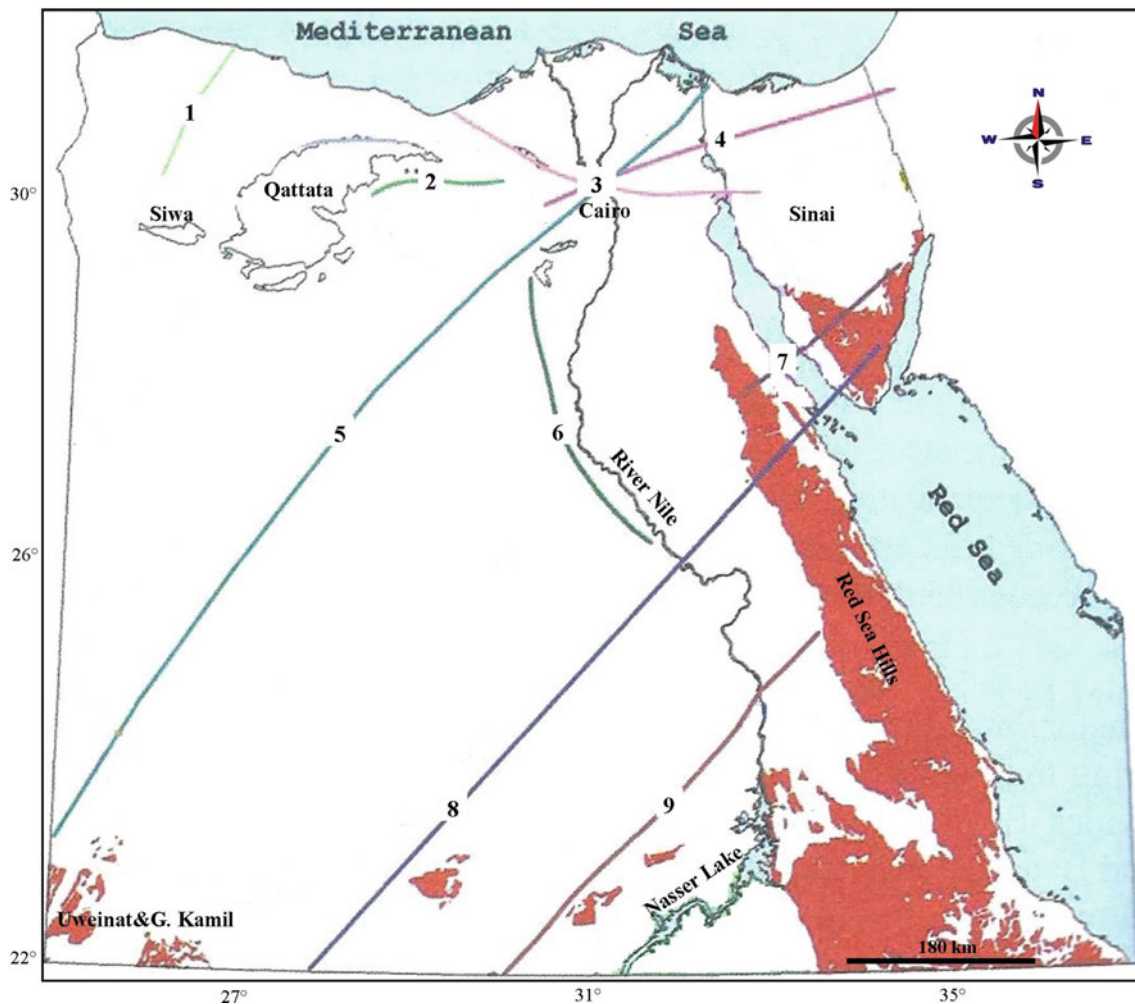 Mediterranean Sea
N
W E
S
1
4
30°
Qattata
2
3
Siwa
Cairo
Sinai
7
5
6
River Nile
Red Sea
26°
Red Sea Hills
8
9
Nasser Lake
Uweinat&G. Kamil
22°
180 km
27°
31°
35°